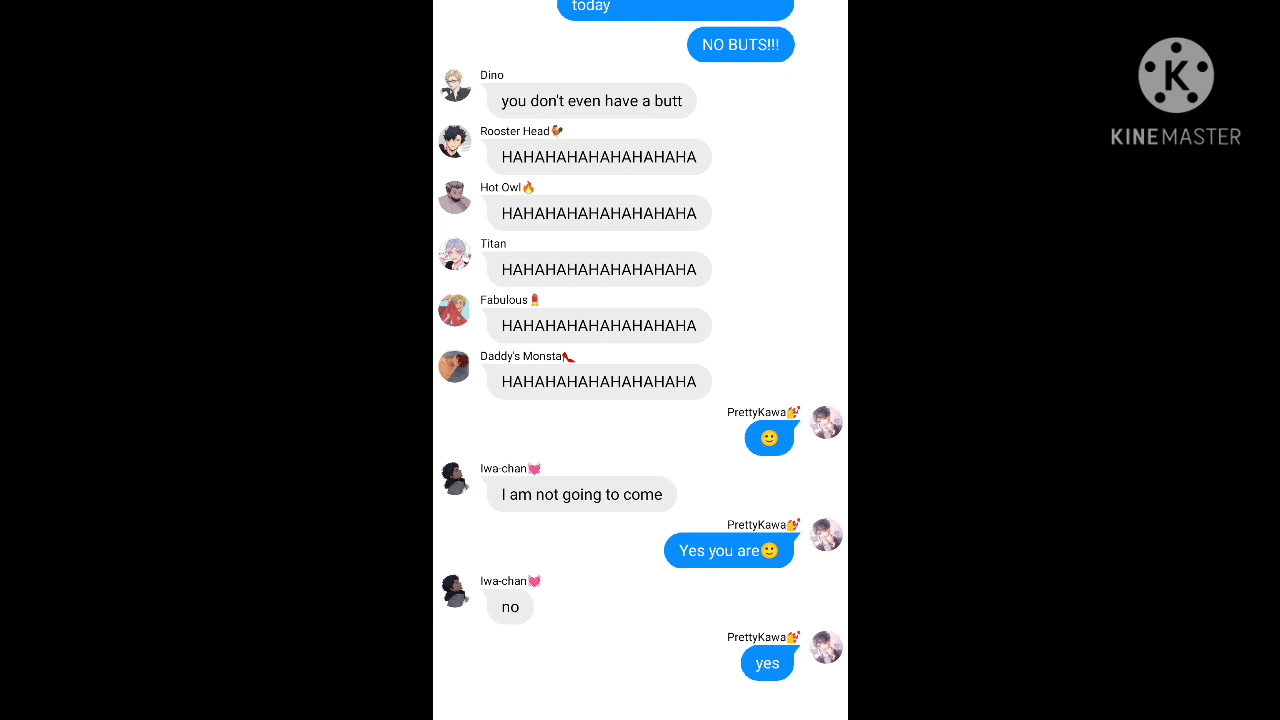 today
NO BUTS!!!
Dino
you don't even have a butt
Rooster Head🐓
HAHAHAHAHAHAHAHAHA
Hot Owl🔥
HAHAHAHAHAHAHAHAHA
Titan
HAHAHAHAHAHAHAHAHA
Fabulous💄
HAHAHAHAHAHAHAHAHA
Daddy's Monsta👠
HAHAHAHAHAHAHAHAHA
PrettyKawa💅
🙂
Iwa-chan💓
I am not going to come
PrettyKawa💅
Yes you are🙂
Iwa-chan💓
no
PrettyKawa💅
yes
K
KINEMASTER